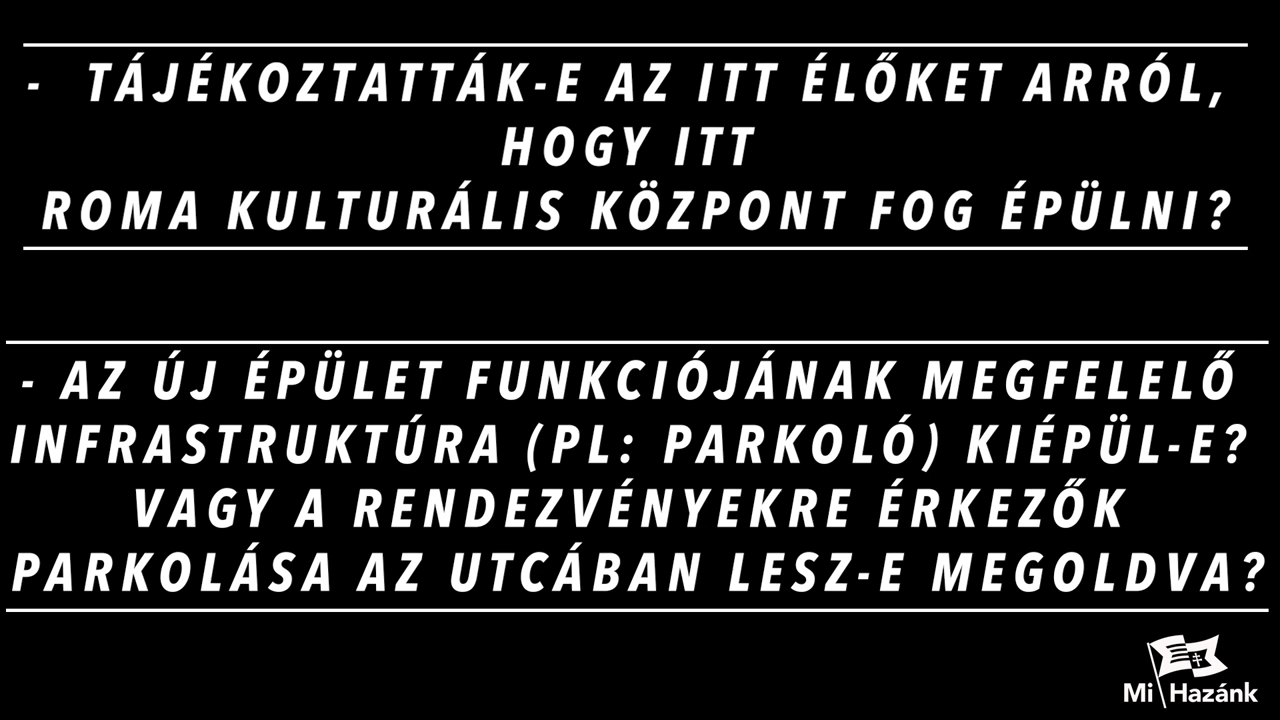 - TÁJÉKOZTATTÁK-E AZ ITT ÉLŐKET ARRÓL,
HOGY ITT
ROMA KULTURÁLIS KÖZPONT FOG ÉPÜLNI?
- AZ ÚJ ÉPÜLET FUNKCIÓJÁNAK MEGFELELŐ
INFRASTRUKTÚRA (PL: PARKOLÓ) KIÉPÜL-E?
VAGY A RENDEZVÉNYEKRE ÉRKEZŐK
PARKOLÁSA AZ UTCÁBAN LESZ-E MEGOLDVA?
Mi Hazánk